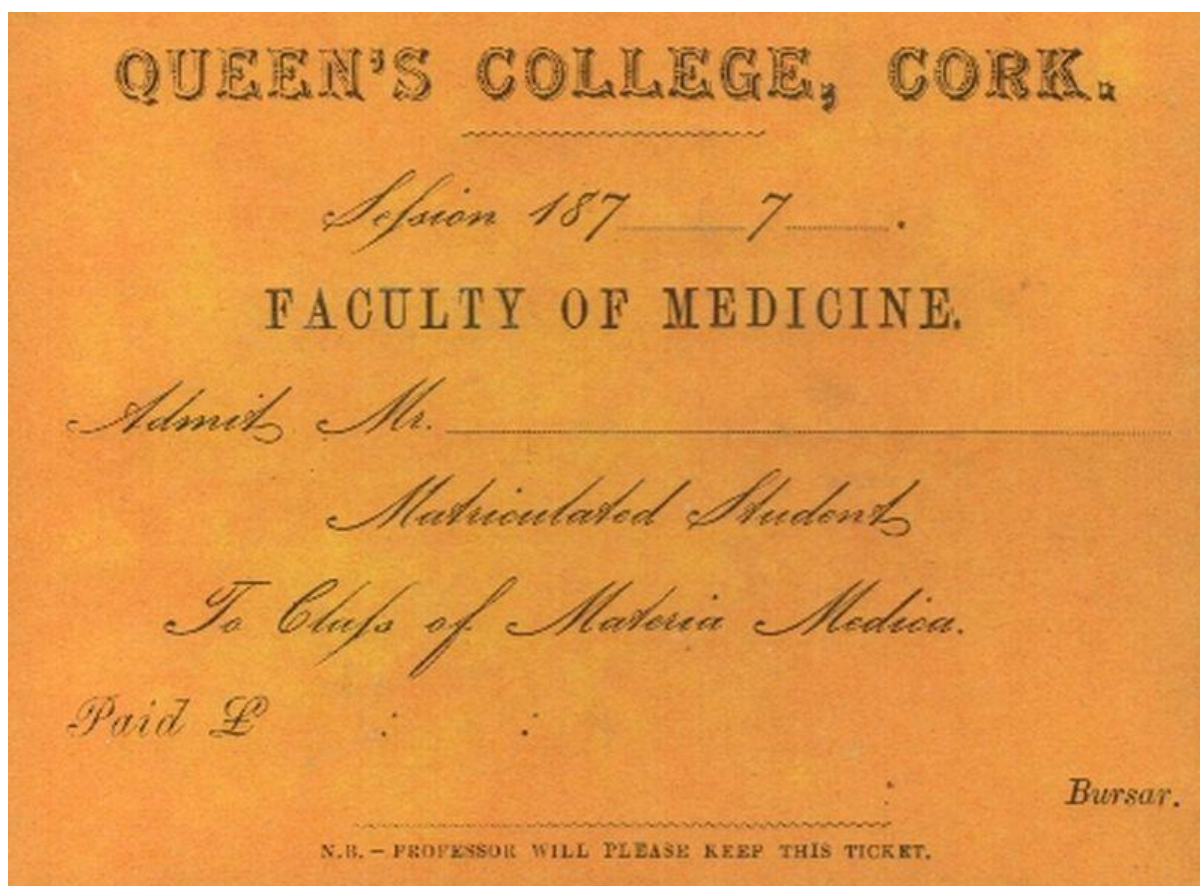 QUEEN'S COLLEGE, CORK.
Seſsion 187 7 .
FACULTY OF MEDICINE.
Admit Mr.
Matriculated Student
To Claſs of Materia Medica.
Paid £ : :
Bursar.
N.B. – PROFESSOR WILL PLEASE KEEP THIS TICKET.